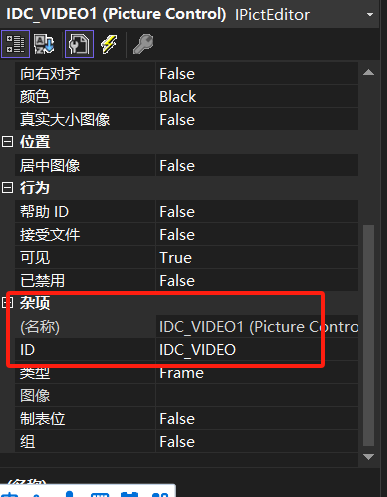 IDC_VIDEO1 (Picture Control) IPictEditor
向右对齐 False
颜色 Black
真实大小图像 False
位置
居中图像 False
行为
帮助 ID False
接受文件 False
可见 True
已禁用 False
杂项
(名称) IDC_VIDEO1 (Picture Contro
ID IDC_VIDEO
类型 Frame
图像
制表位 False
组 False
(名称)